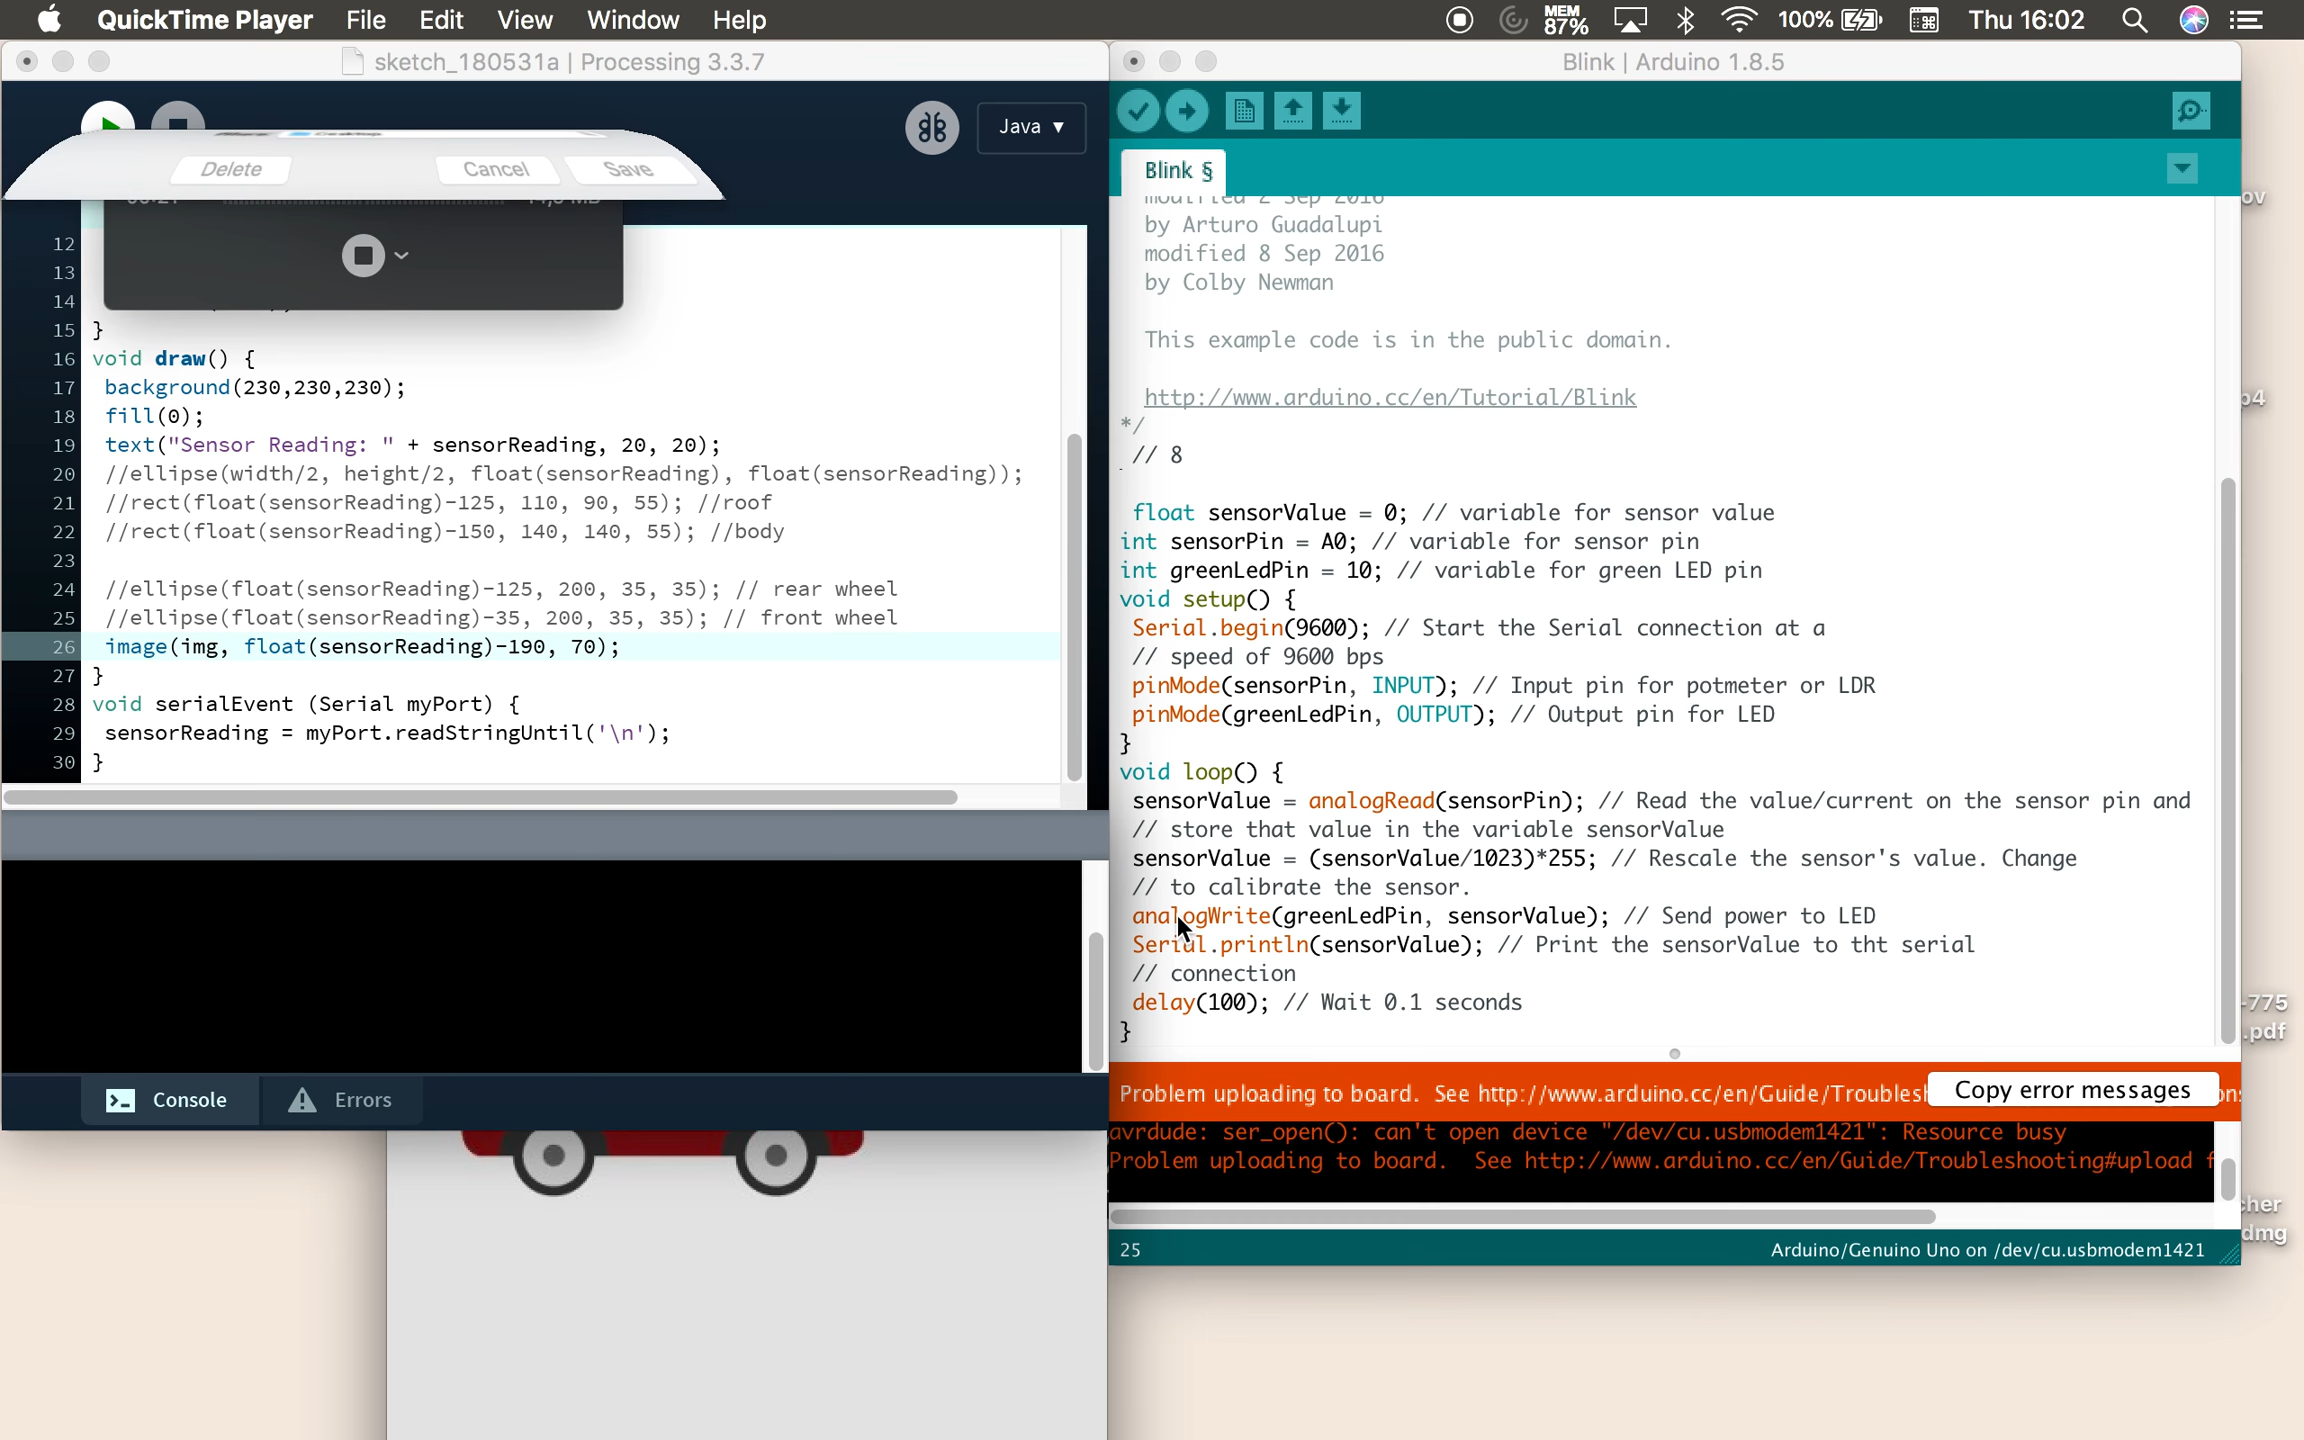 QuickTime Player File Edit View Window Help MEM 87% 100% Thu 16:02
sketch_180531a | Processing 3.3.7
Java
Delete Cancel Save
12
13
14
15 }
16 void draw() {
17 background(230,230,230);
18 fill(0);
19 text("Sensor Reading: " + sensorReading, 20, 20);
20 //ellipse(width/2, height/2, float(sensorReading), float(sensorReading));
21 //rect(float(sensorReading)-125, 110, 90, 55); //roof
22 //rect(float(sensorReading)-150, 140, 140, 55); //body
23
24 //ellipse(float(sensorReading)-125, 200, 35, 35); // rear wheel
25 //ellipse(float(sensorReading)-35, 200, 35, 35); // front wheel
26 image(img, float(sensorReading)-190, 70);
27 }
28 void serialEvent (Serial myPort) {
29 sensorReading = myPort.readStringUntil('\n');
30 }
Console Errors
Blink | Arduino 1.8.5
Blink §
modified 2 Sep 2016
by Arturo Guadalupi
modified 8 Sep 2016
by Colby Newman
This example code is in the public domain.
http://www.arduino.cc/en/Tutorial/Blink
*/
// 8
float sensorValue = 0; // variable for sensor value
int sensorPin = A0; // variable for sensor pin
int greenLedPin = 10; // variable for green LED pin
void setup() {
Serial.begin(9600); // Start the Serial connection at a
// speed of 9600 bps
pinMode(sensorPin, INPUT); // Input pin for potmeter or LDR
pinMode(greenLedPin, OUTPUT); // Output pin for LED
}
void loop() {
sensorValue = analogRead(sensorPin); // Read the value/current on the sensor pin and
// store that value in the variable sensorValue
sensorValue = (sensorValue/1023)*255; // Rescale the sensor's value. Change
// to calibrate the sensor.
analogWrite(greenLedPin, sensorValue); // Send power to LED
Serial.println(sensorValue); // Print the sensorValue to tht serial
// connection
delay(100); // Wait 0.1 seconds
}
Problem uploading to board. See http://www.arduino.cc/en/Guide/Troublesh Copy error messages
avrdude: ser_open(): can't open device "/dev/cu.usbmodem1421": Resource busy
Problem uploading to board. See http://www.arduino.cc/en/Guide/Troubleshooting#upload f
25 Arduino/Genuino Uno on /dev/cu.usbmodem1421
ov
p4
-775
.pdf
cher
dmg